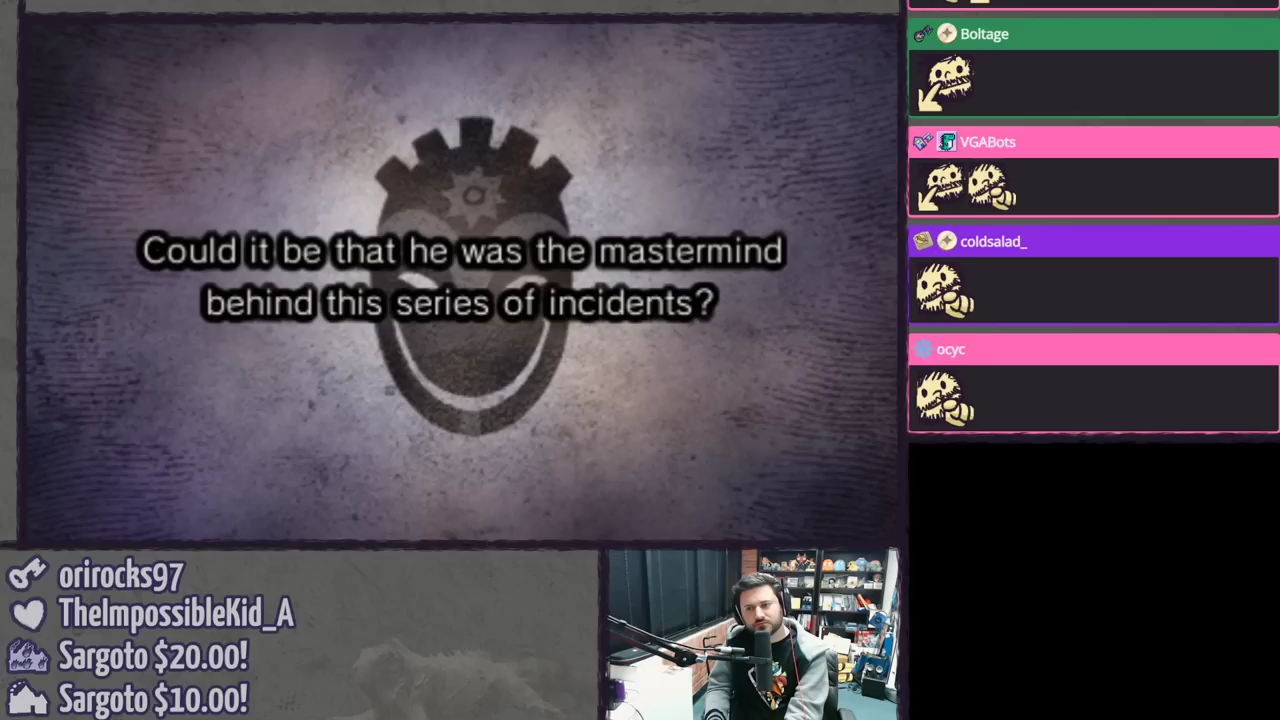 Could it be that he was the mastermind
behind this series of incidents?
Boltage
VGABots
coldsalad_
ocyc
orirocks97
TheImpossibleKid_A
Sargoto $20.00!
Sargoto $10.00!